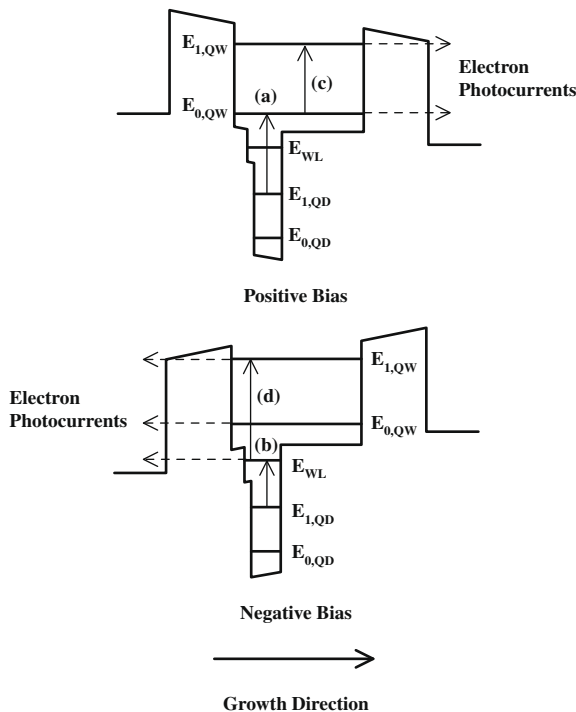 E1,QW
(c)
Electron
Photocurrents
(a)
E0,QW
EWL
E1,QD
E0,QD
Positive Bias
E1,QW
Electron
Photocurrents
(d)
E0,QW
(b)
EWL
E1,QD
E0,QD
Negative Bias
Growth Direction